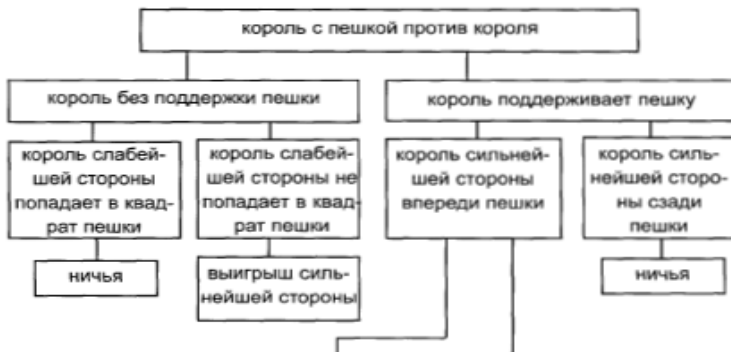 король с пешкой против короля
король без поддержки пешки
король поддерживает пешку
король слабей-
шей стороны
попадает в квад-
рат пешки
король слабей-
шей стороны не
попадает в квад-
рат пешки
король сильней-
шей стороны
впереди пешки
король силь-
нейшей сторо-
ны сзади
пешки
ничья
выигрыш силь-
нейшей стороны
ничья